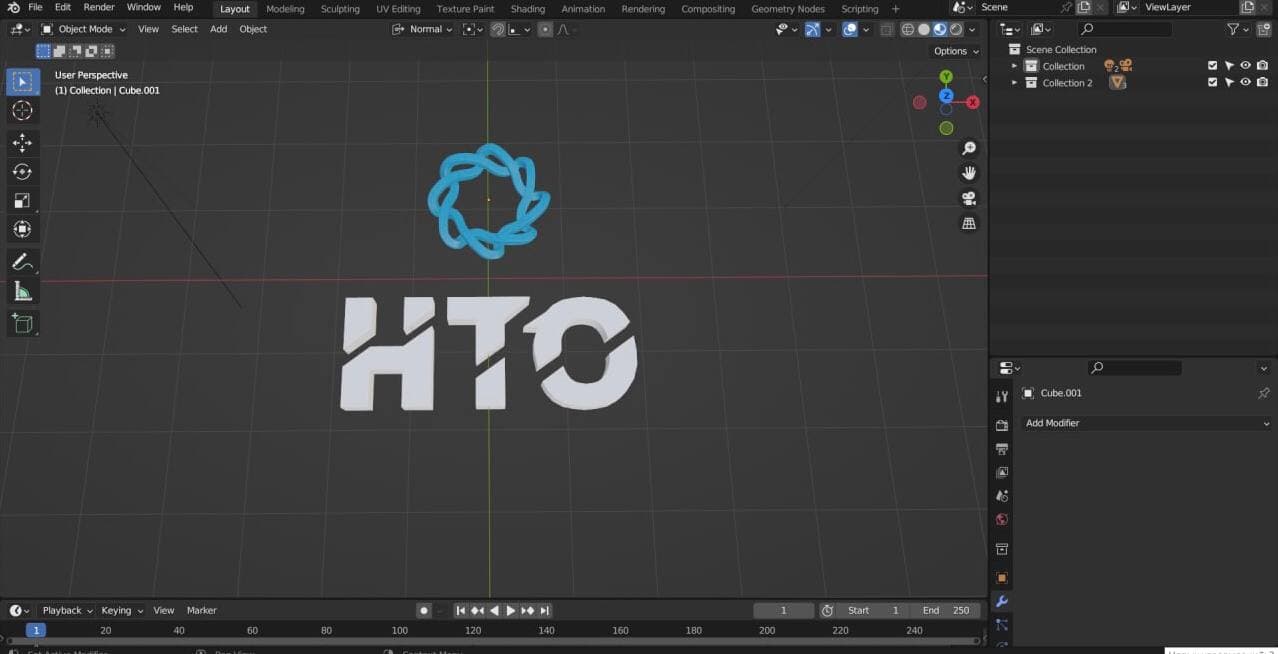 File Edit Render Window Help Layout Modeling Sculpting UV Editing Texture Paint Shading Animation Rendering Compositing Geometry Nodes Scripting + Scene ViewLayer
Object Mode View Select Add Object Normal
Options
User Perspective
(1) Collection | Cube.001
Y
Z
X
Scene Collection
Collection 2
Collection 2
HTO
Cube.001
Add Modifier
Playback Keying View Marker 1 Start 1 End 250
1 20 40 60 80 100 120 140 160 180 200 220 240